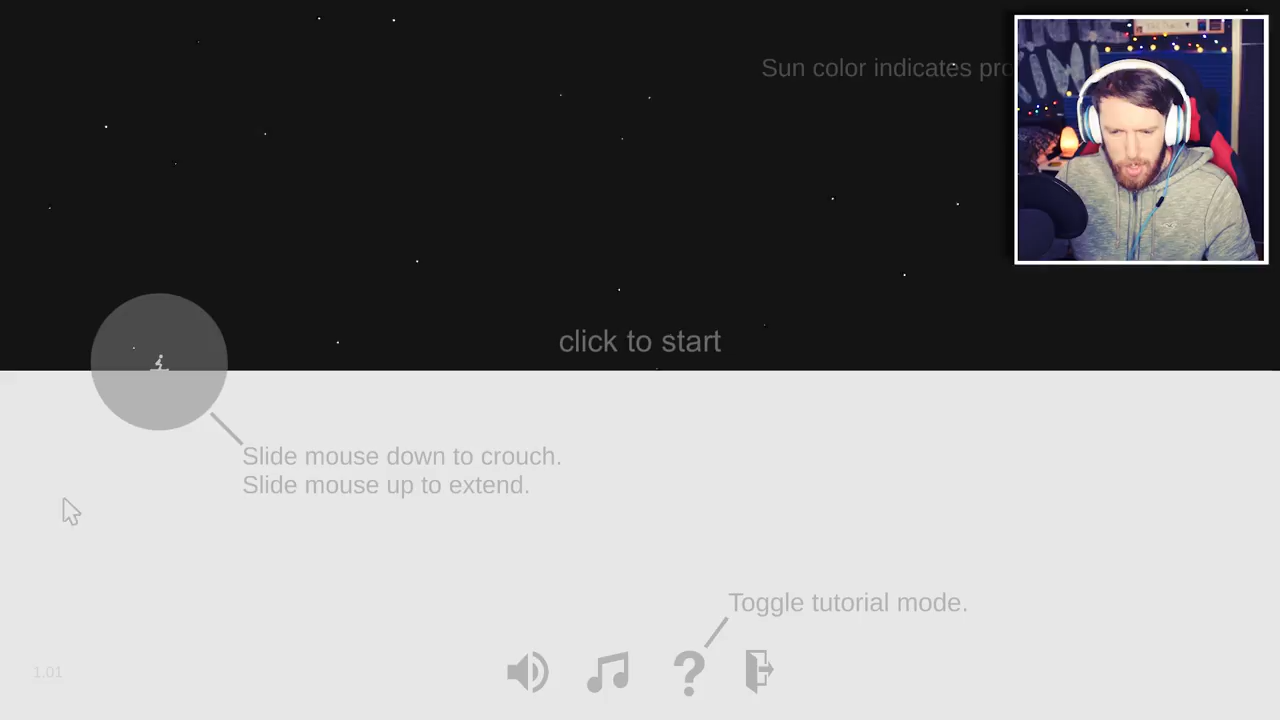 Sun color indicates pro
click to start
Slide mouse down to crouch.
Slide mouse up to extend.
Toggle tutorial mode.
1.01